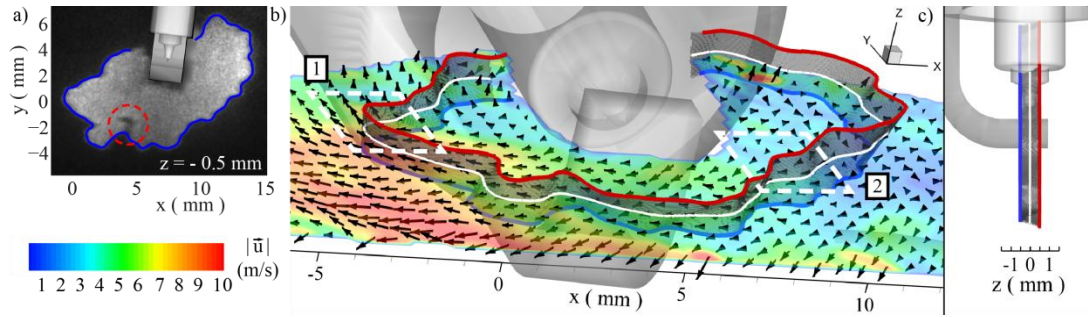 a)
y ( mm )
6
4
2
0
−2
−4
z = - 0.5 mm
0
5
10
15
x ( mm )
|u⃗|
(m/s)
1 2 3 4 5 6 7 8 9 10
b)
1
2
Z
Y
X
-5
0
5
10
x ( mm )
c)
-1 0 1
z ( mm )